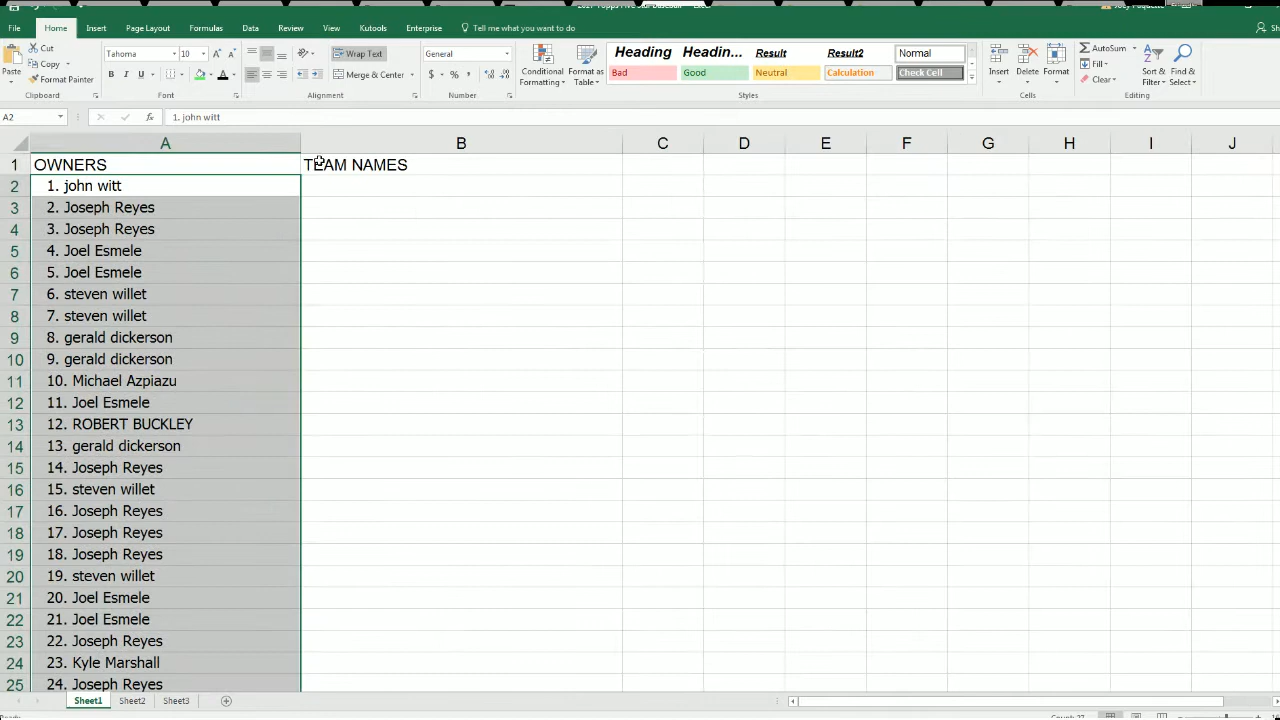 File Home Insert Page Layout Formulas Data Review View Kutools Enterprise Tell me what you want to do
Cut
Copy
Format Painter
Paste
Clipboard
Tahoma 10
B I U
Font
Wrap Text
Merge & Center
Alignment
General
$ % ,
Number
Conditional Formatting
Format as Table
Heading Headin... Result Result2 Normal
Bad Good Neutral Calculation Check Cell
Styles
Insert Delete Format
Cells
AutoSum
Fill
Clear
Sort & Filter
Find & Select
Editing
A2 fx 1. john witt
A B C D E F G H I J
1 OWNERS TEAM NAMES
2 1. john witt
3 2. Joseph Reyes
4 3. Joseph Reyes
5 4. Joel Esmele
6 5. Joel Esmele
7 6. steven willet
8 7. steven willet
9 8. gerald dickerson
10 9. gerald dickerson
11 10. Michael Azpiazu
12 11. Joel Esmele
13 12. ROBERT BUCKLEY
14 13. gerald dickerson
15 14. Joseph Reyes
16 15. steven willet
17 16. Joseph Reyes
18 17. Joseph Reyes
19 18. Joseph Reyes
20 19. steven willet
21 20. Joel Esmele
22 21. Joel Esmele
23 22. Joseph Reyes
24 23. Kyle Marshall
25 24. Joseph Reyes
Sheet1 Sheet2 Sheet3